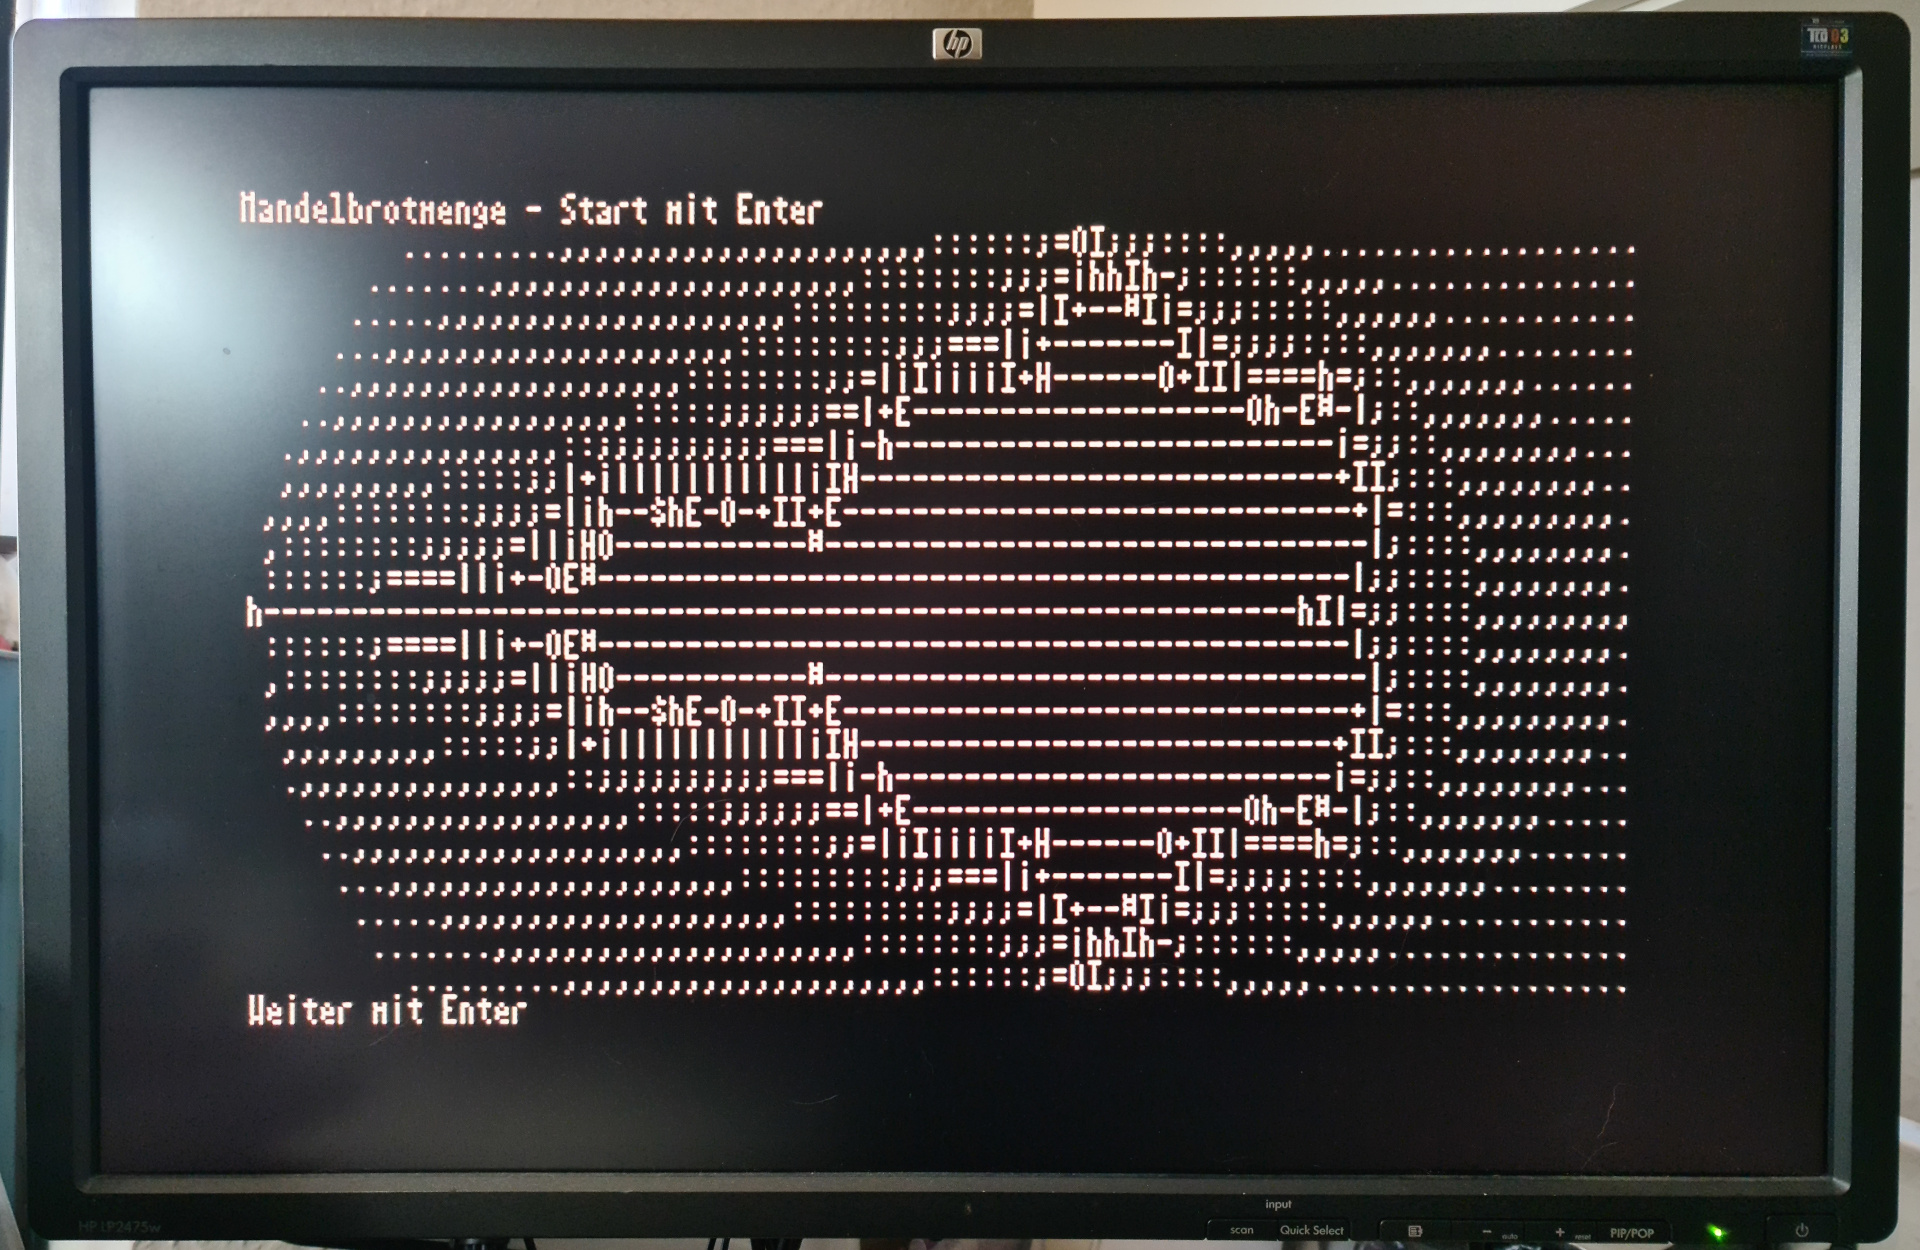 hp
TCO 03
DISPLAYS
Mandelbrotmenge - Start mit Enter
Weiter mit Enter
HP LP2475w
input
scan Quick Select - auto + reset PIP/POP